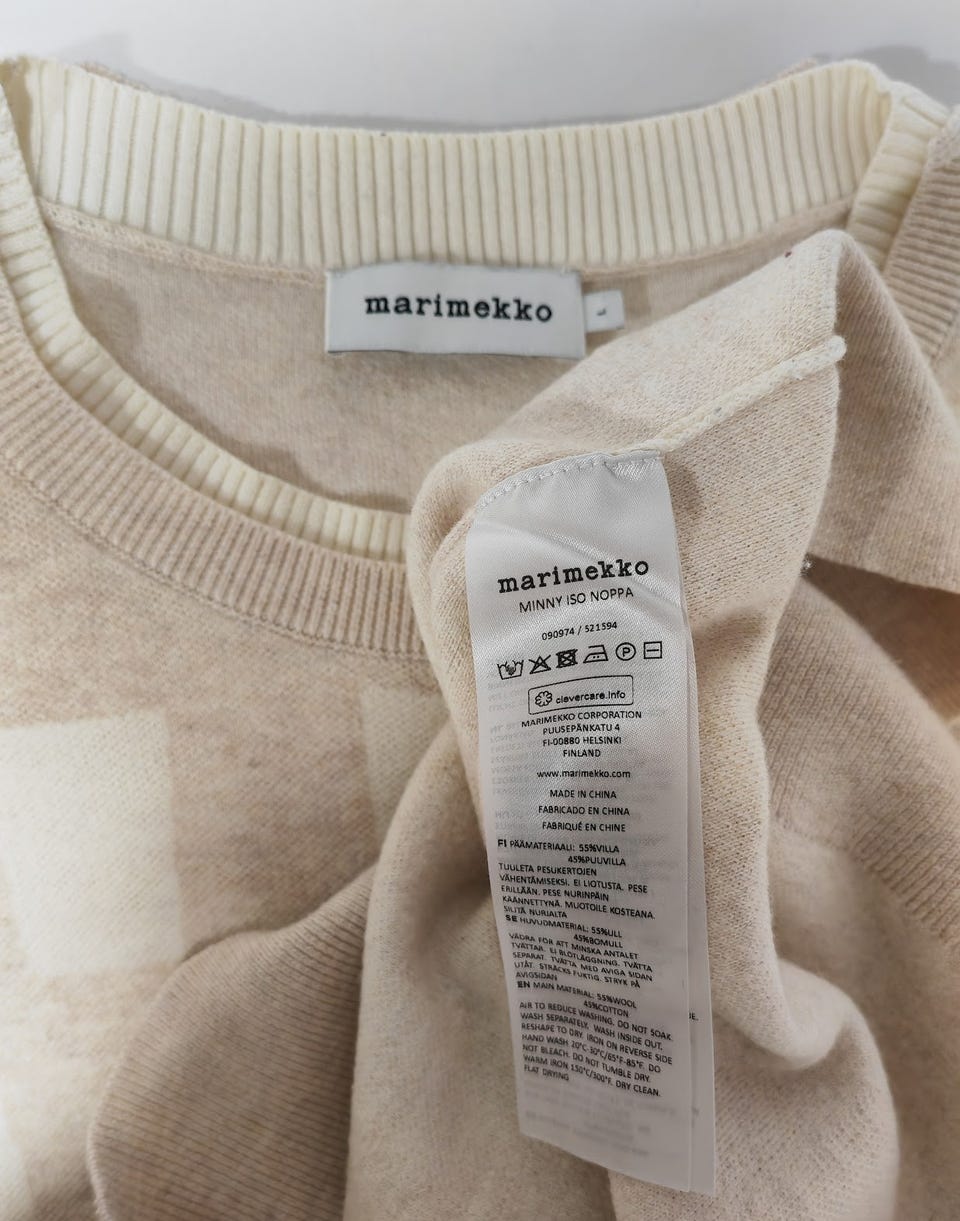 marimekko
L
marimekko
MINNY ISO NOPPA
090974 / 521594
P
clevercare.info
MARIMEKKO CORPORATION
PUUSEPÄNKATU 4
FI-00880 HELSINKI
FINLAND
www.marimekko.com
MADE IN CHINA
FABRICADO EN CHINA
FABRIQUÉ EN CHINE
FI PÄÄMATERIAALI: 55%VILLA
45%PUUVILLA
TUULETA PESUKERTOJEN
VÄHENTÄMISEKSI. EI LIOTUSTA. PESE
ERILLÄÄN. PESE NURINPÄIN
KÄÄNNETTYNÄ. MUOTOILE KOSTEANA.
SILITÄ NURJALTA
SE HUVUDMATERIAL: 55%ULL
45%BOMULL
VÄDRA FÖR ATT MINSKA ANTALET
TVÄTTAR. EJ BLÖTLÄGGNING. TVÄTTA
SEPARAT. TVÄTTA MED AVIGA SIDAN
UTÅT. STRÄCKS FUKTIG. STRYK PÅ
AVIGSIDAN
EN MAIN MATERIAL: 55%WOOL
45%COTTON
AIR TO REDUCE WASHING. DO NOT SOAK.
WASH SEPARATELY. WASH INSIDE OUT.
RESHAPE TO DRY. IRON ON REVERSE SIDE
HAND WASH 20°C-30°C/65°F-85°F. DO
NOT BLEACH. DO NOT TUMBLE DRY.
WARM IRON 150°C/300°F. DRY CLEAN.
FLAT DRYING